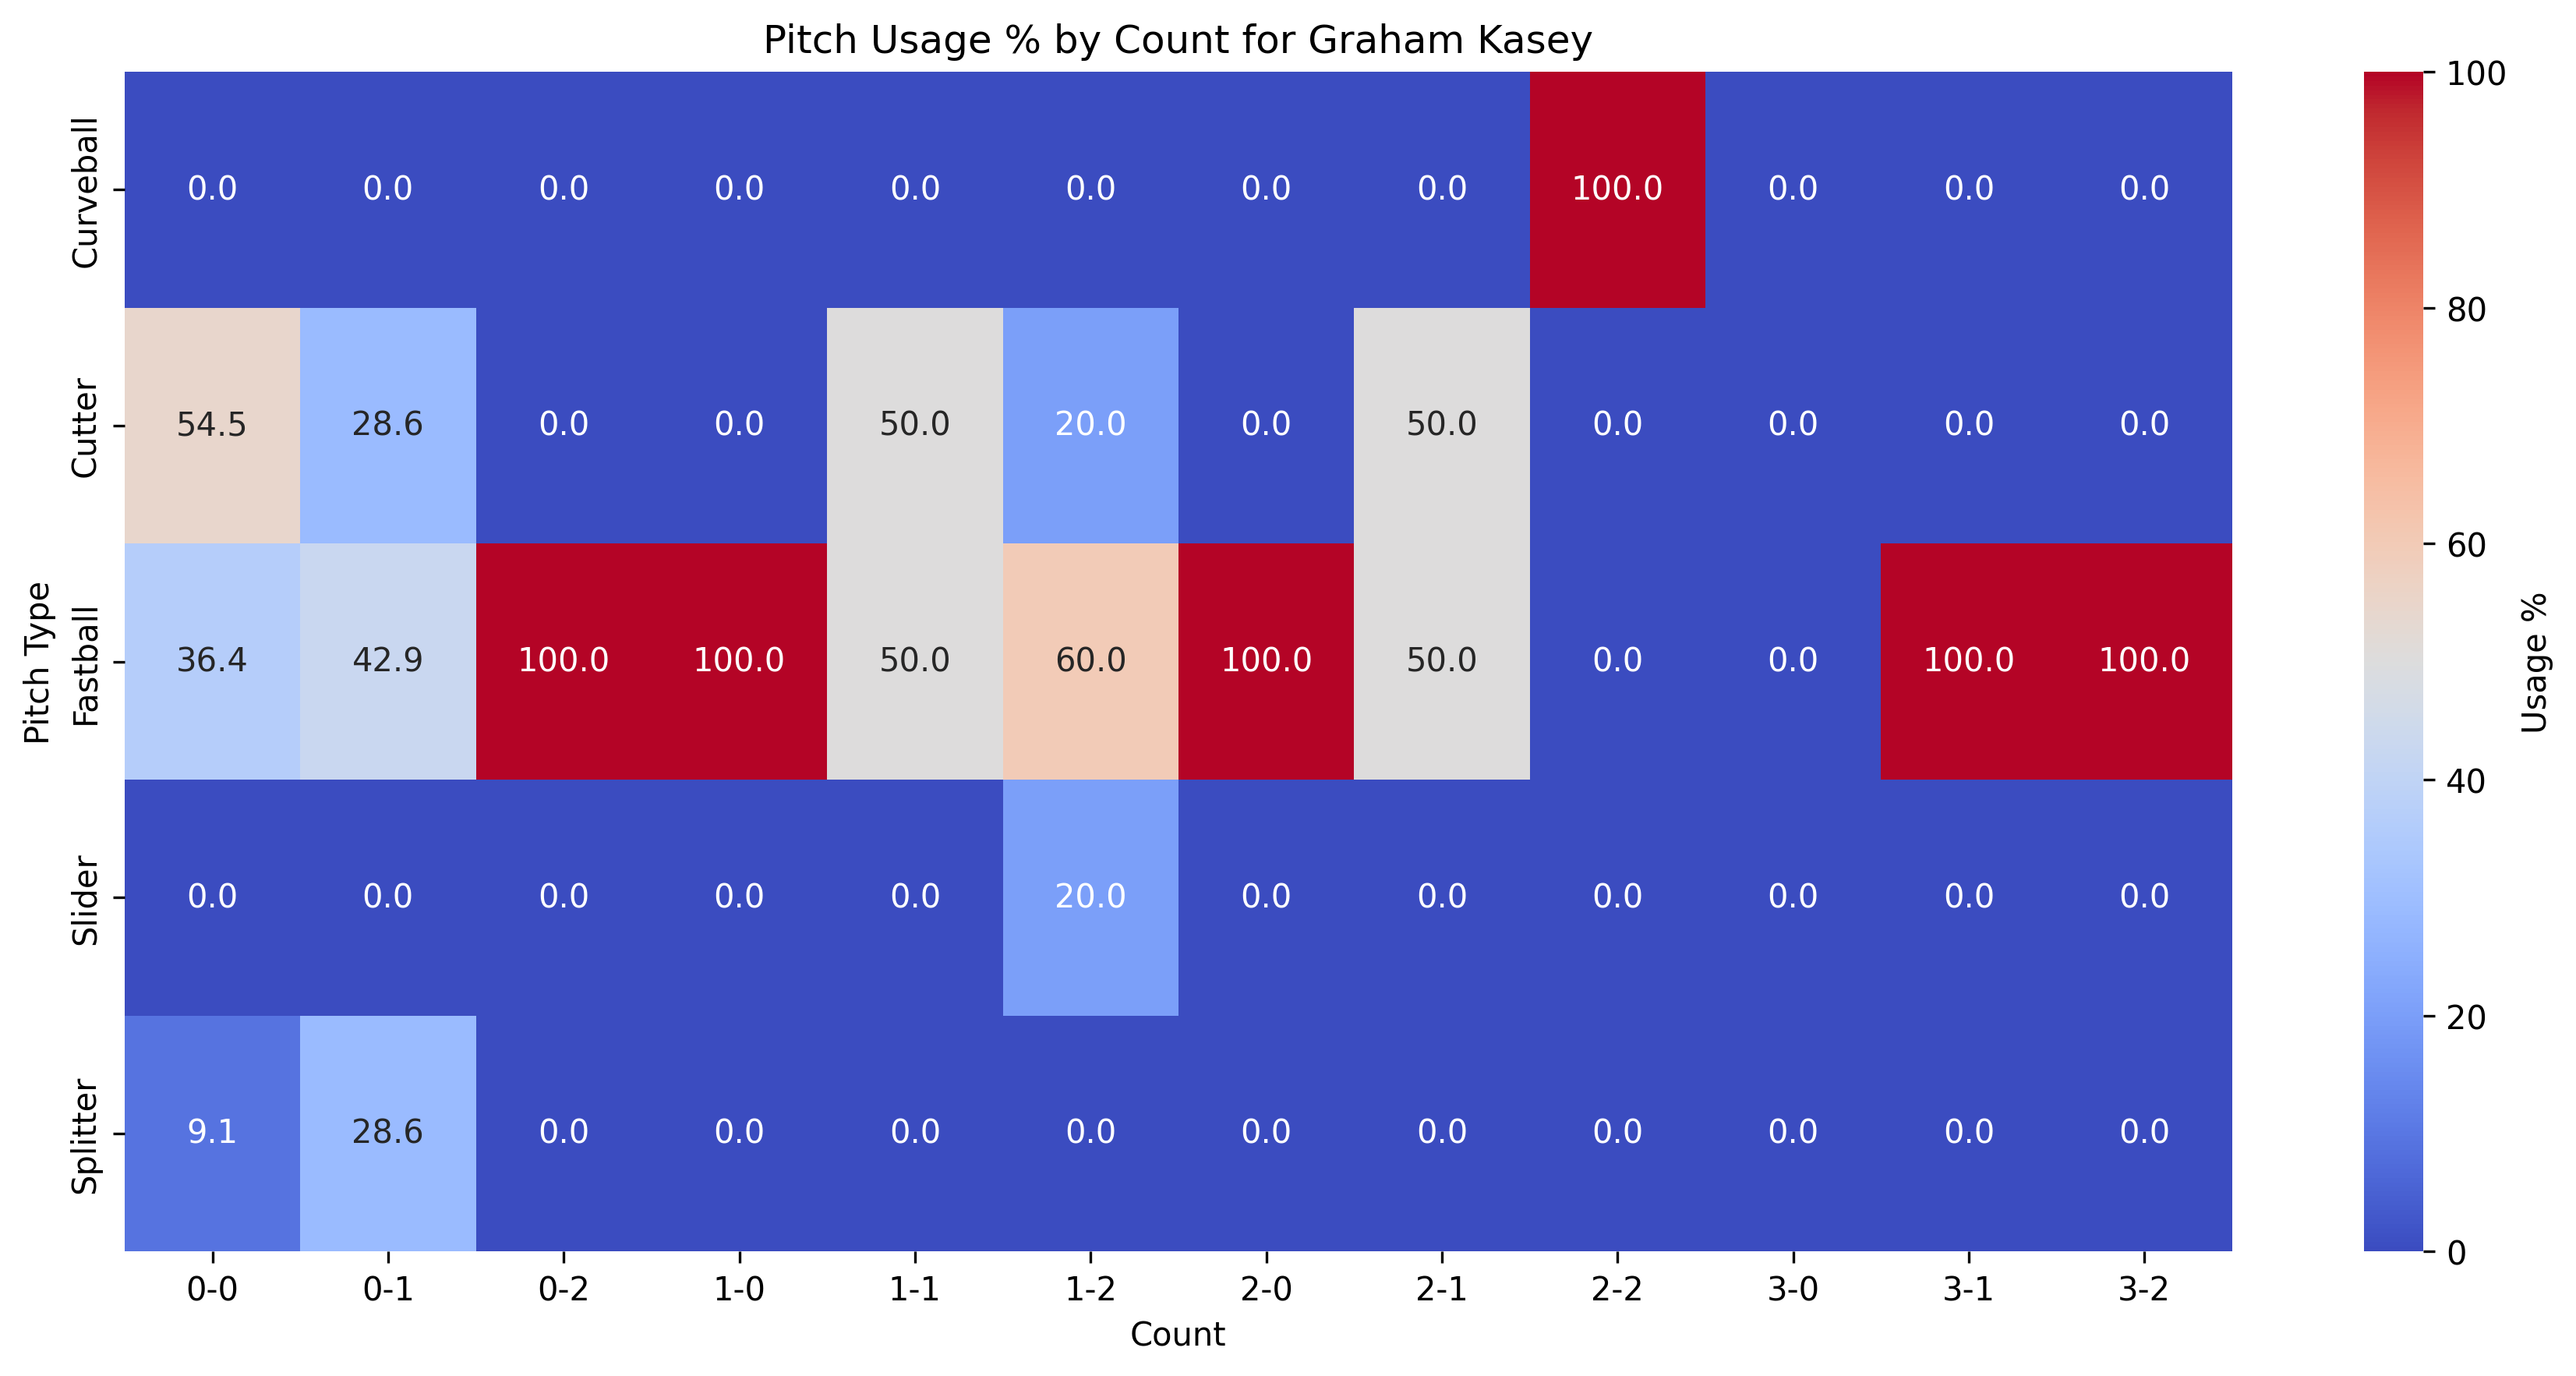 Pitch Usage % by Count for Graham Kasey
Pitch Type
Curveball
0.0 0.0 0.0 0.0 0.0 0.0 0.0 0.0 100.0 0.0 0.0 0.0
Cutter
54.5 28.6 0.0 0.0 50.0 20.0 0.0 50.0 0.0 0.0 0.0 0.0
Fastball
36.4 42.9 100.0 100.0 50.0 60.0 100.0 50.0 0.0 0.0 100.0 100.0
Slider
0.0 0.0 0.0 0.0 0.0 20.0 0.0 0.0 0.0 0.0 0.0 0.0
Splitter
9.1 28.6 0.0 0.0 0.0 0.0 0.0 0.0 0.0 0.0 0.0 0.0
0-0 0-1 0-2 1-0 1-1 1-2 2-0 2-1 2-2 3-0 3-1 3-2
Count
100
80
60
40
20
0
Usage %